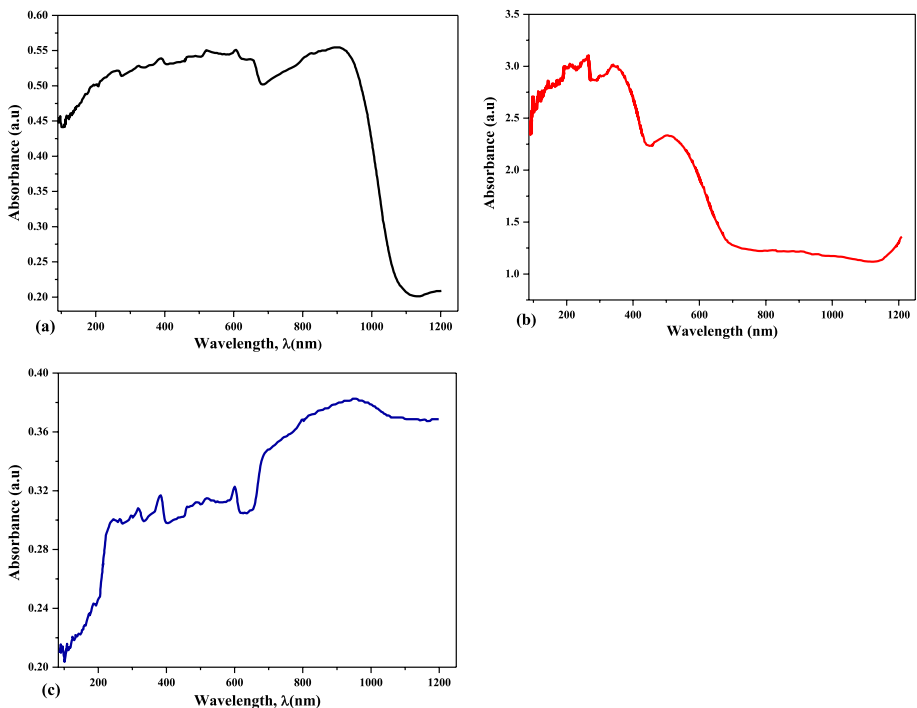 0.60
0.55
0.50
0.45
0.40
0.35
0.30
0.25
0.20
Absorbance (a.u)
200 400 600 800 1000 1200
Wavelength, λ(nm)
(a)
3.5
3.0
2.5
2.0
1.5
1.0
Absorbance (a.u)
200 400 600 800 1000 1200
Wavelength (nm)
(b)
0.40
0.36
0.32
0.28
0.24
0.20
Absorbance (a.u)
200 400 600 800 1000 1200
Wavelength, λ(nm)
(c)